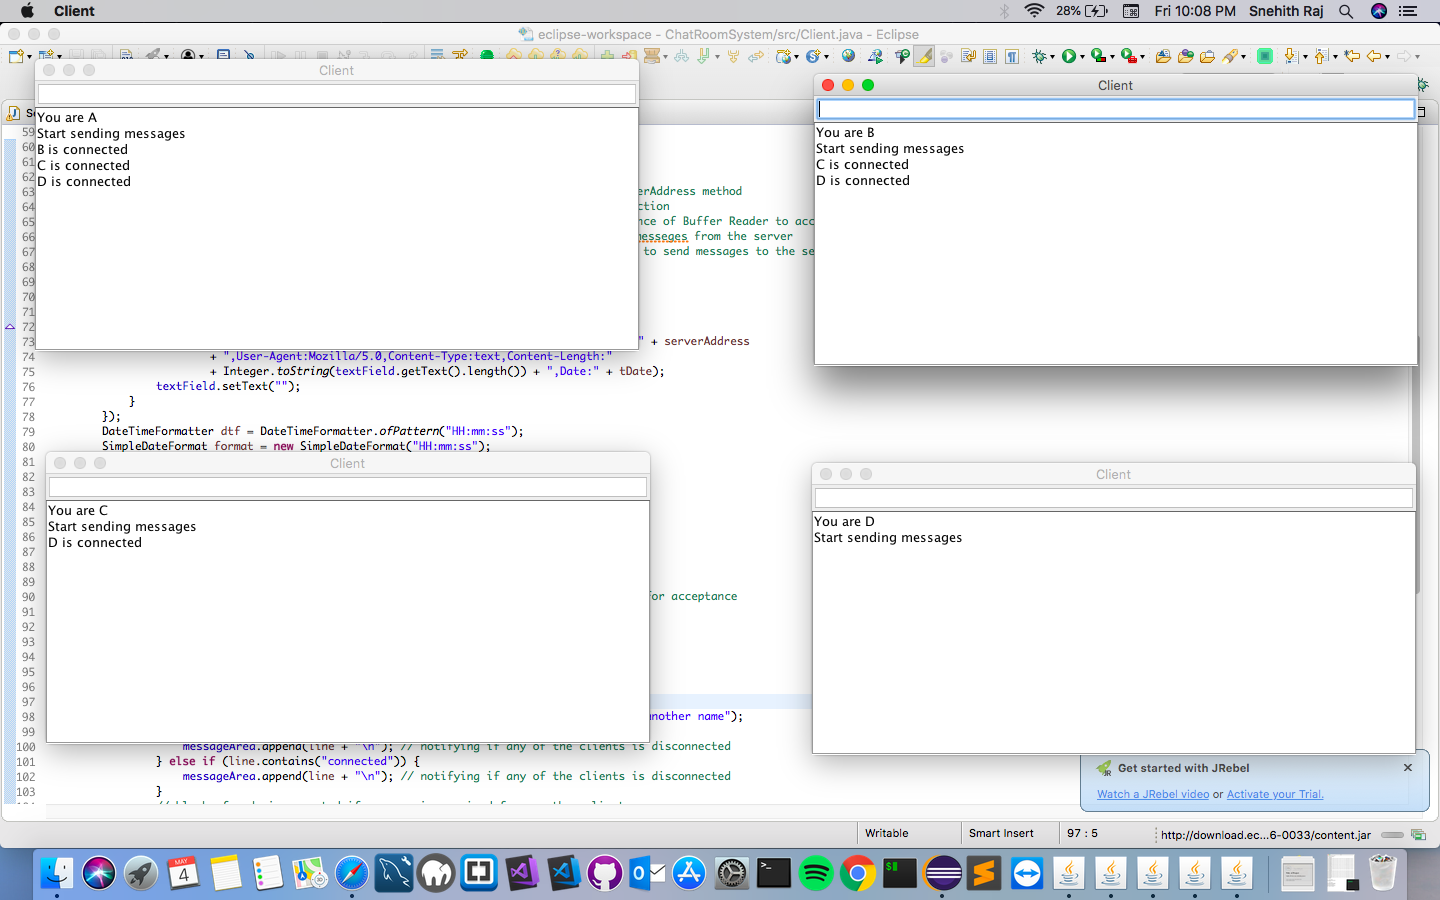 Client
28%
Fri 10:08 PM
Snehith Raj
eclipse-workspace - ChatRoomSystem/src/Client.java - Eclipse
Client
You are A
Start sending messages
B is connected
C is connected
D is connected
Client
You are B
Start sending messages
C is connected
D is connected
59
60
61
62
63 erAddress method
64 ction
65 nce of Buffer Reader to acc
66 messeges from the server
67 to send messages to the se
68
69
70
71
72
73 " + serverAddress
74 + ",User-Agent:Mozilla/5.0,Content-Type:text,Content-Length:"
75 + Integer.toString(textField.getText().length()) + ",Date:" + tDate);
76 textField.setText("");
77 }
78 });
79 DateTimeFormatter dtf = DateTimeFormatter.ofPattern("HH:mm:ss");
80 SimpleDateFormat format = new SimpleDateFormat("HH:mm:ss");
81
82
83
84
85
86
87
88
89
90 for acceptance
91
92
93
94
95
96
97
98 another name");
99
100 messageArea.append(line + "\n"); // notifying if any of the clients is disconnected
101 } else if (line.contains("connected")) {
102 messageArea.append(line + "\n"); // notifying if any of the clients is disconnected
103 }
Client
You are C
Start sending messages
D is connected
Client
You are D
Start sending messages
Get started with JRebel
Watch a JRebel video or Activate your Trial.
Writable
Smart Insert
97 : 5
http://download.ec...6-0033/content.jar
MAY
4